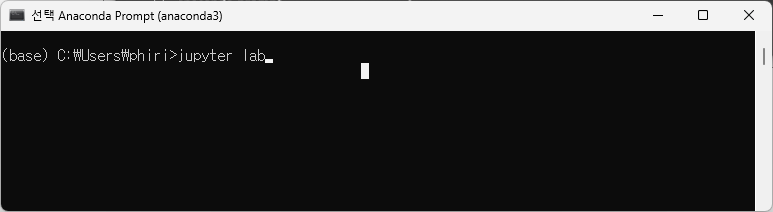 선택 Anaconda Prompt (anaconda3)
(base) C:₩Users₩phiri>jupyter lab